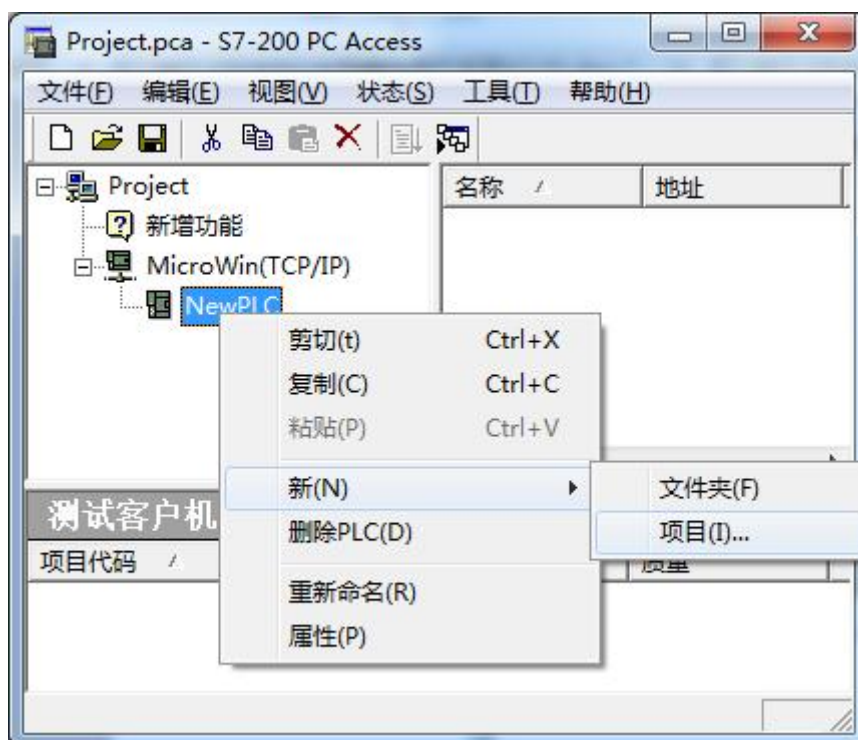 Project.pca - S7-200 PC Access
文件(F) 编辑(E) 视图(V) 状态(S) 工具(T) 帮助(H)
Project
新增功能
MicroWin(TCP/IP)
NewPLC
名称 地址
剪切(t) Ctrl+X
复制(C) Ctrl+C
粘贴(P) Ctrl+V
新(N)
删除PLC(D)
重新命名(R)
属性(P)
文件夹(F)
项目(I)...
测试客户机
项目代码 质量